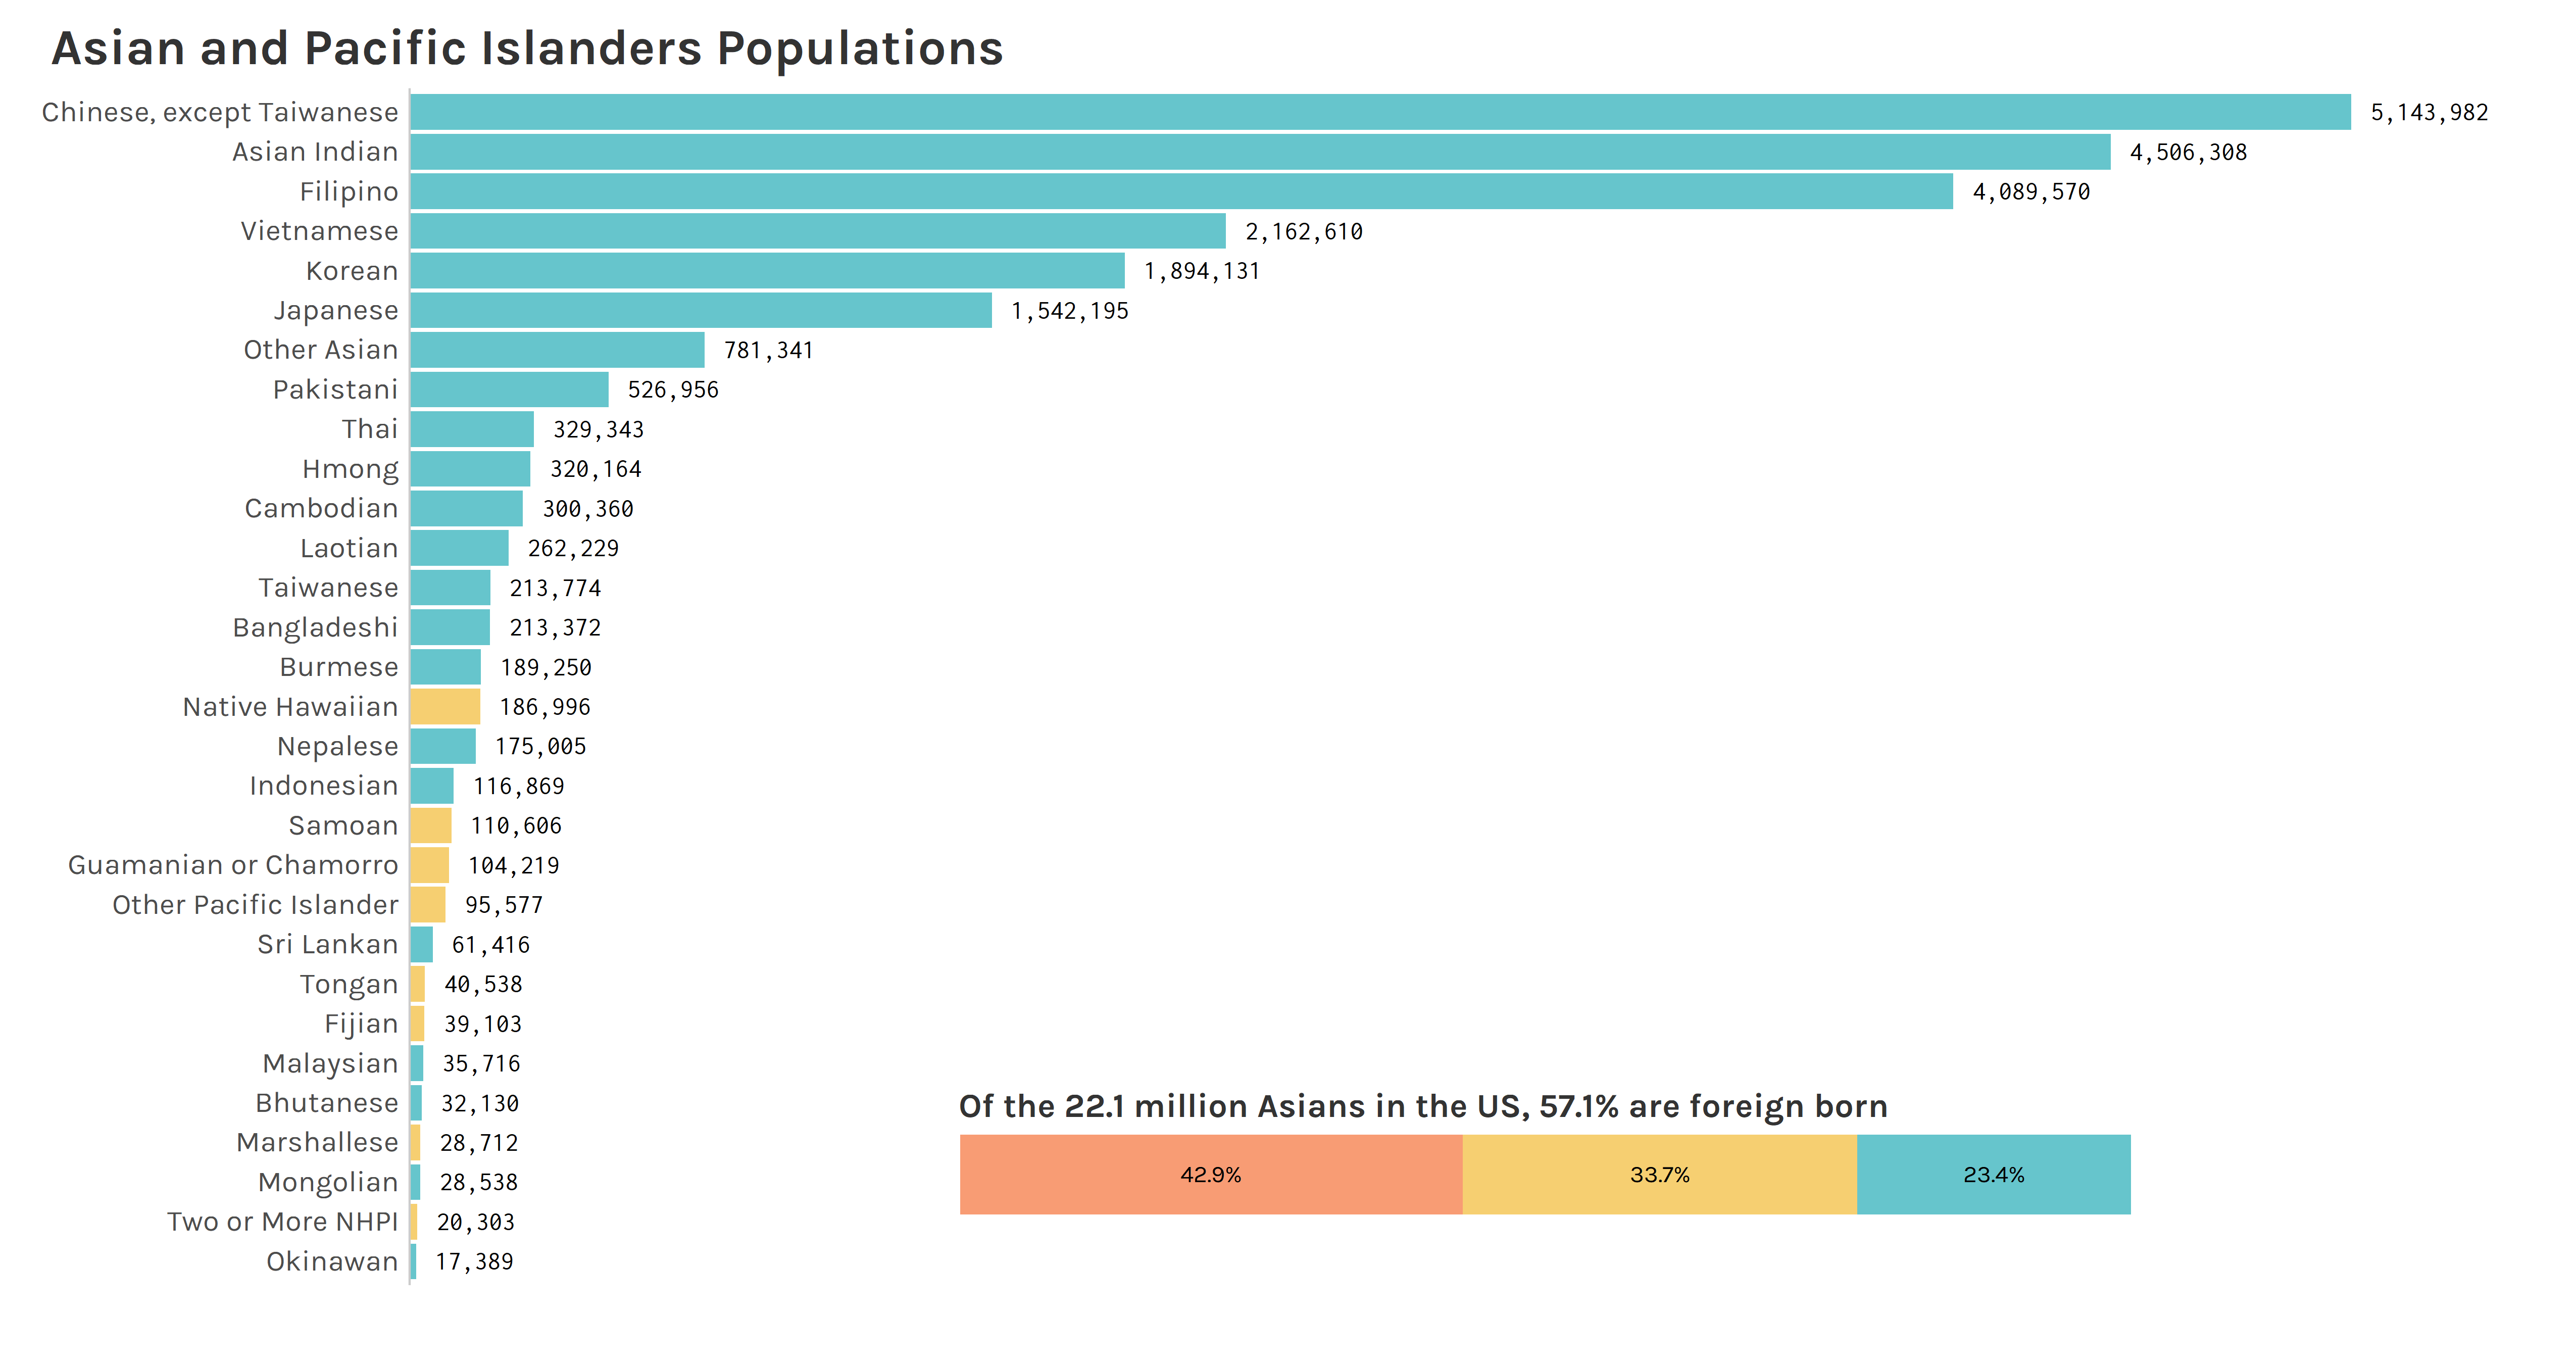 Asian and Pacific Islanders Populations
Chinese, except Taiwanese 5,143,982
Asian Indian 4,506,308
Filipino 4,089,570
Vietnamese 2,162,610
Korean 1,894,131
Japanese 1,542,195
Other Asian 781,341
Pakistani 526,956
Thai 329,343
Hmong 320,164
Cambodian 300,360
Laotian 262,229
Taiwanese 213,774
Bangladeshi 213,372
Burmese 189,250
Native Hawaiian 186,996
Nepalese 175,005
Indonesian 116,869
Samoan 110,606
Guamanian or Chamorro 104,219
Other Pacific Islander 95,577
Sri Lankan 61,416
Tongan 40,538
Fijian 39,103
Malaysian 35,716
Bhutanese 32,130
Marshallese 28,712
Mongolian 28,538
Two or More NHPI 20,303
Okinawan 17,389
Of the 22.1 million Asians in the US, 57.1% are foreign born
42.9% 33.7% 23.4%